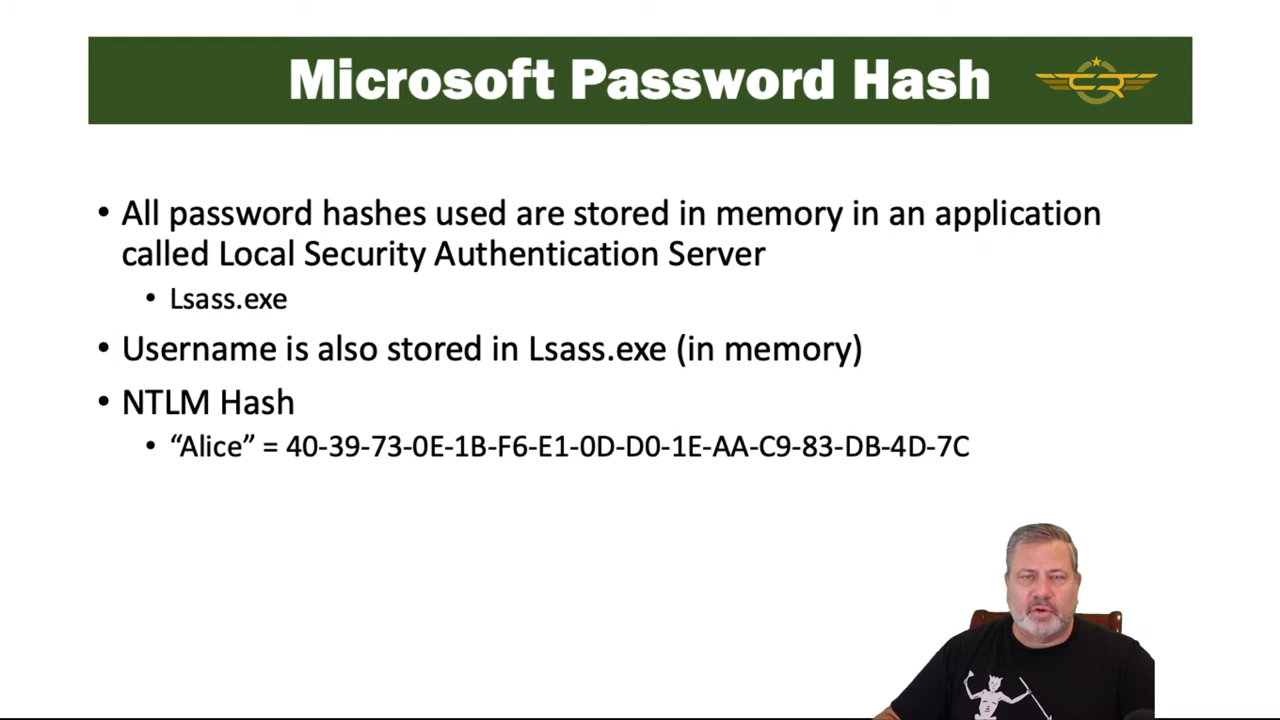 Microsoft Password Hash
CR
• All password hashes used are stored in memory in an application
called Local Security Authentication Server
• Lsass.exe
• Username is also stored in Lsass.exe (in memory)
• NTLM Hash
• “Alice” = 40-39-73-0E-1B-F6-E1-0D-D0-1E-AA-C9-83-DB-4D-7C